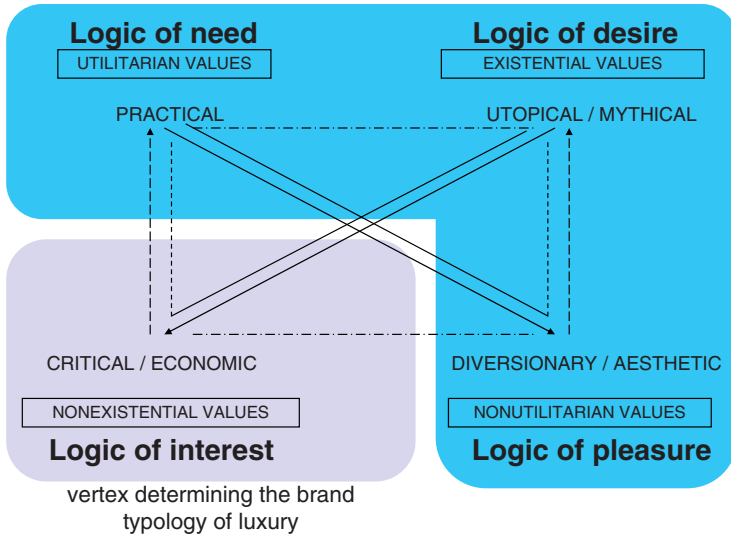 Logic of need
UTILITARIAN VALUES
PRACTICAL
Logic of desire
EXISTENTIAL VALUES
UTOPICAL / MYTHICAL
CRITICAL / ECONOMIC
NONEXISTENTIAL VALUES
Logic of interest
DIVERSIONARY / AESTHETIC
NONUTILITARIAN VALUES
Logic of pleasure
vertex determining the brand
typology of luxury